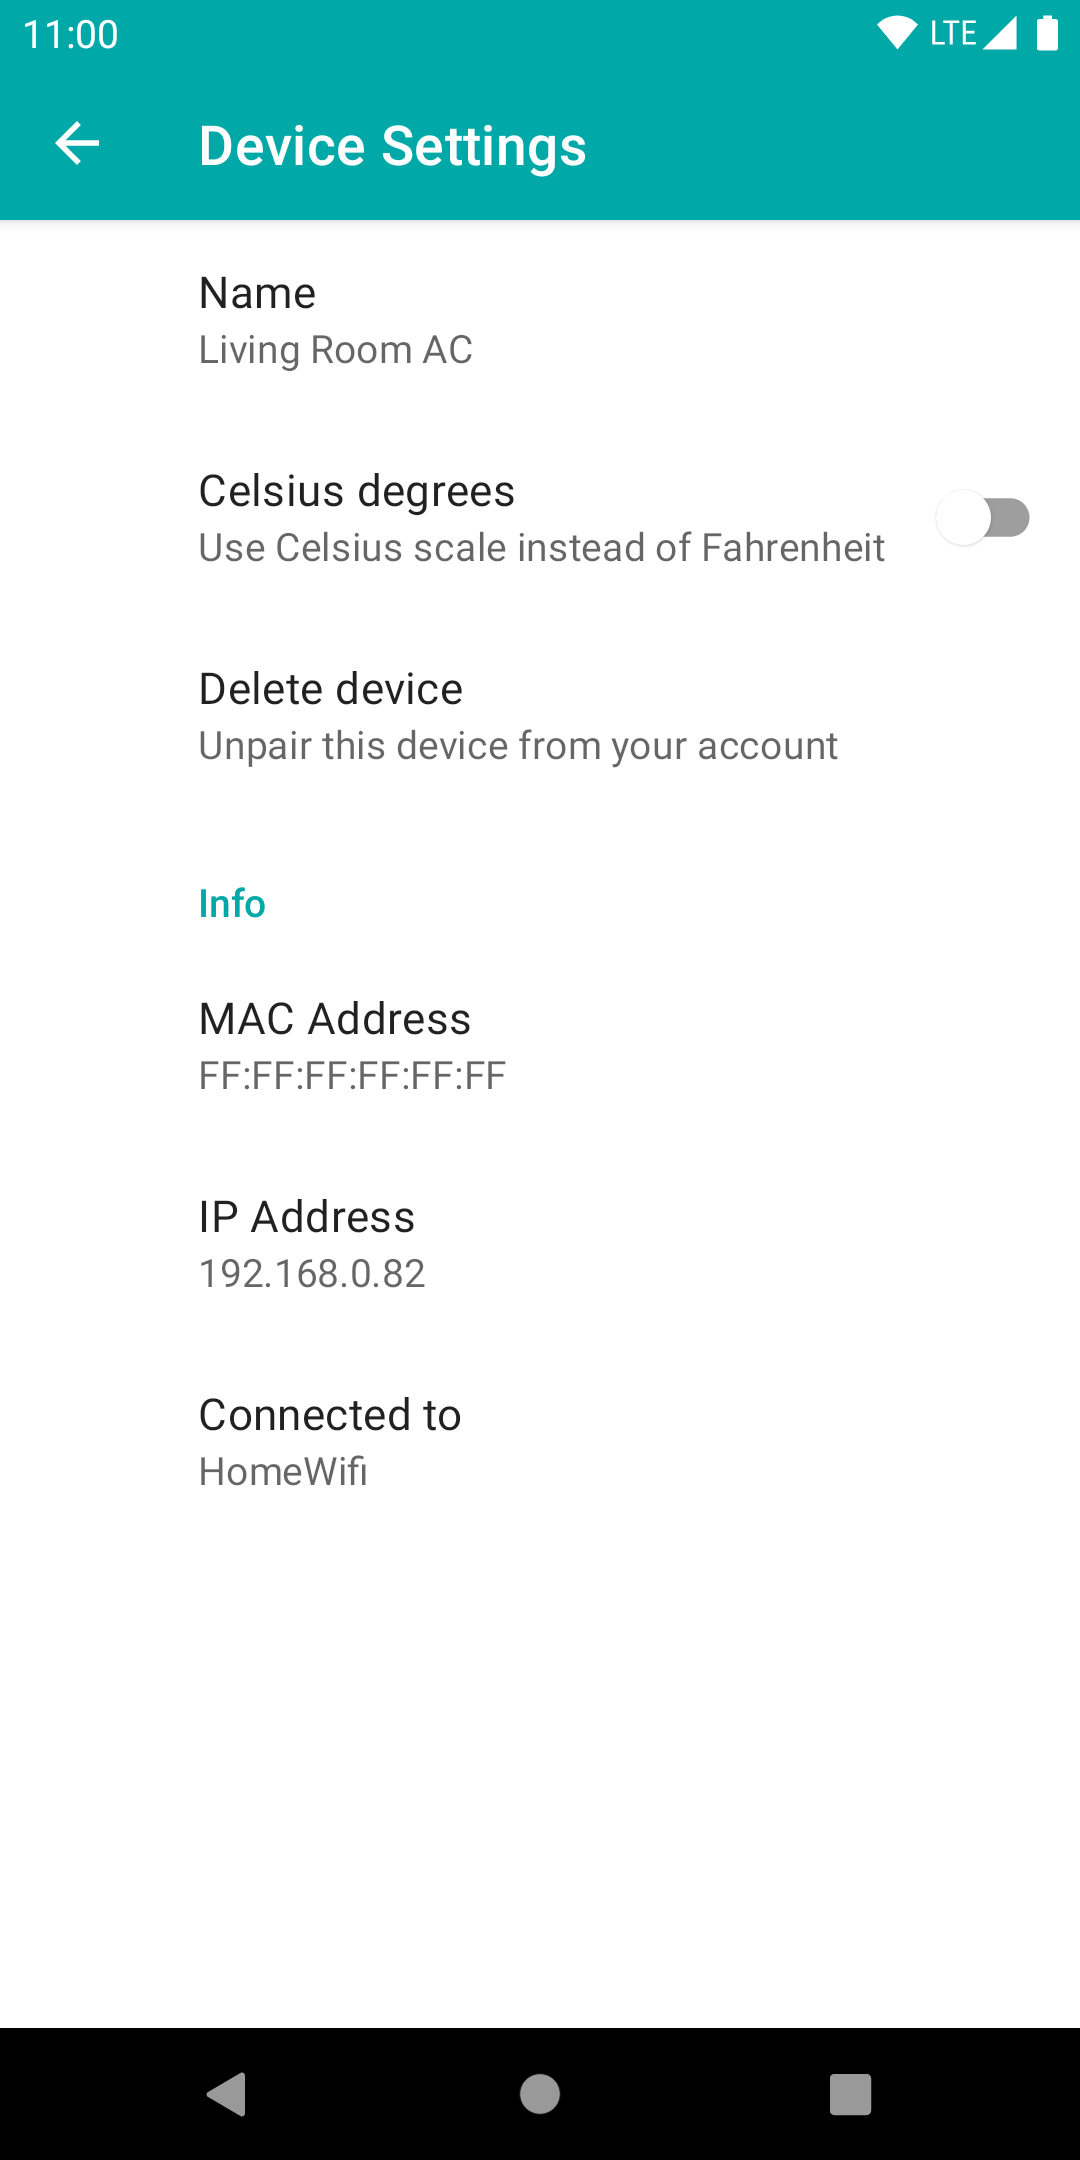 11:00
LTE
Device Settings
Name
Living Room AC
Celsius degrees
Use Celsius scale instead of Fahrenheit
Delete device
Unpair this device from your account
Info
MAC Address
FF:FF:FF:FF:FF:FF
IP Address
192.168.0.82
Connected to
HomeWifi